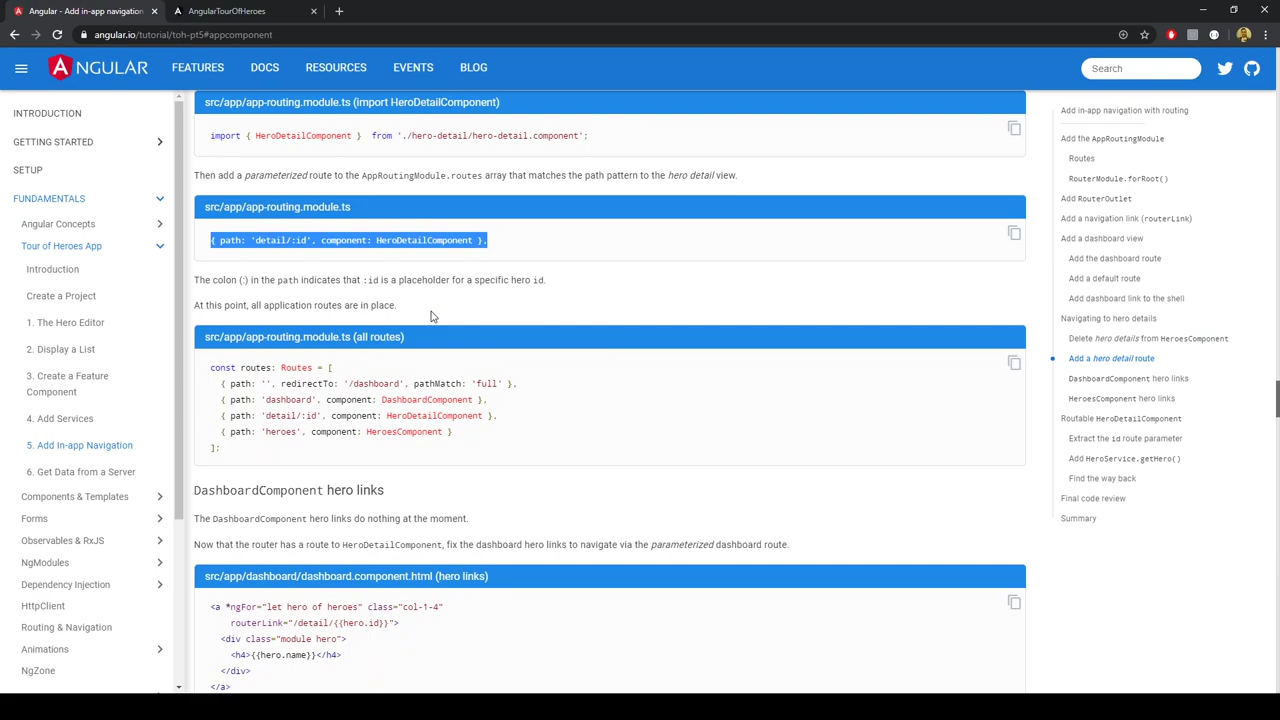 Angular - Add in-app navigation
AngularTourOfHeroes
angular.io/tutorial/toh-pt5#appcomponent
ANGULAR
FEATURES
DOCS
RESOURCES
EVENTS
BLOG
Search
INTRODUCTION
GETTING STARTED
SETUP
FUNDAMENTALS
Angular Concepts
Tour of Heroes App
Introduction
Create a Project
1. The Hero Editor
2. Display a List
3. Create a Feature
Component
4. Add Services
5. Add In-app Navigation
6. Get Data from a Server
Components & Templates
Forms
Observables & RxJS
NgModules
Dependency Injection
HttpClient
Routing & Navigation
Animations
NgZone
src/app/app-routing.module.ts (import HeroDetailComponent)
import { HeroDetailComponent }  from './hero-detail/hero-detail.component';
Then add a parameterized route to the AppRoutingModule.routes array that matches the path pattern to the hero detail view.
src/app/app-routing.module.ts
{ path: 'detail/:id', component: HeroDetailComponent },
The colon (:) in the path indicates that :id is a placeholder for a specific hero id.
At this point, all application routes are in place.
src/app/app-routing.module.ts (all routes)
const routes: Routes = [
{ path: '', redirectTo: '/dashboard', pathMatch: 'full' },
{ path: 'dashboard', component: DashboardComponent },
{ path: 'detail/:id', component: HeroDetailComponent },
{ path: 'heroes', component: HeroesComponent }
];
DashboardComponent hero links
The DashboardComponent hero links do nothing at the moment.
Now that the router has a route to HeroDetailComponent, fix the dashboard hero links to navigate via the parameterized dashboard route.
src/app/dashboard/dashboard.component.html (hero links)
<a *ngFor="let hero of heroes" class="col-1-4"
routerLink="/detail/{{hero.id}}">
<div class="module hero">
<h4>{{hero.name}}</h4>
</div>
</a>
Add in-app navigation with routing
Add the AppRoutingModule
Routes
RouterModule.forRoot()
Add RouterOutlet
Add a navigation link (routerLink)
Add a dashboard view
Add the dashboard route
Add a default route
Add dashboard link to the shell
Navigating to hero details
Delete hero details from HeroesComponent
Add a hero detail route
DashboardComponent hero links
HeroesComponent hero links
Routable HeroDetailComponent
Extract the id route parameter
Add HeroService.getHero()
Find the way back
Final code review
Summary